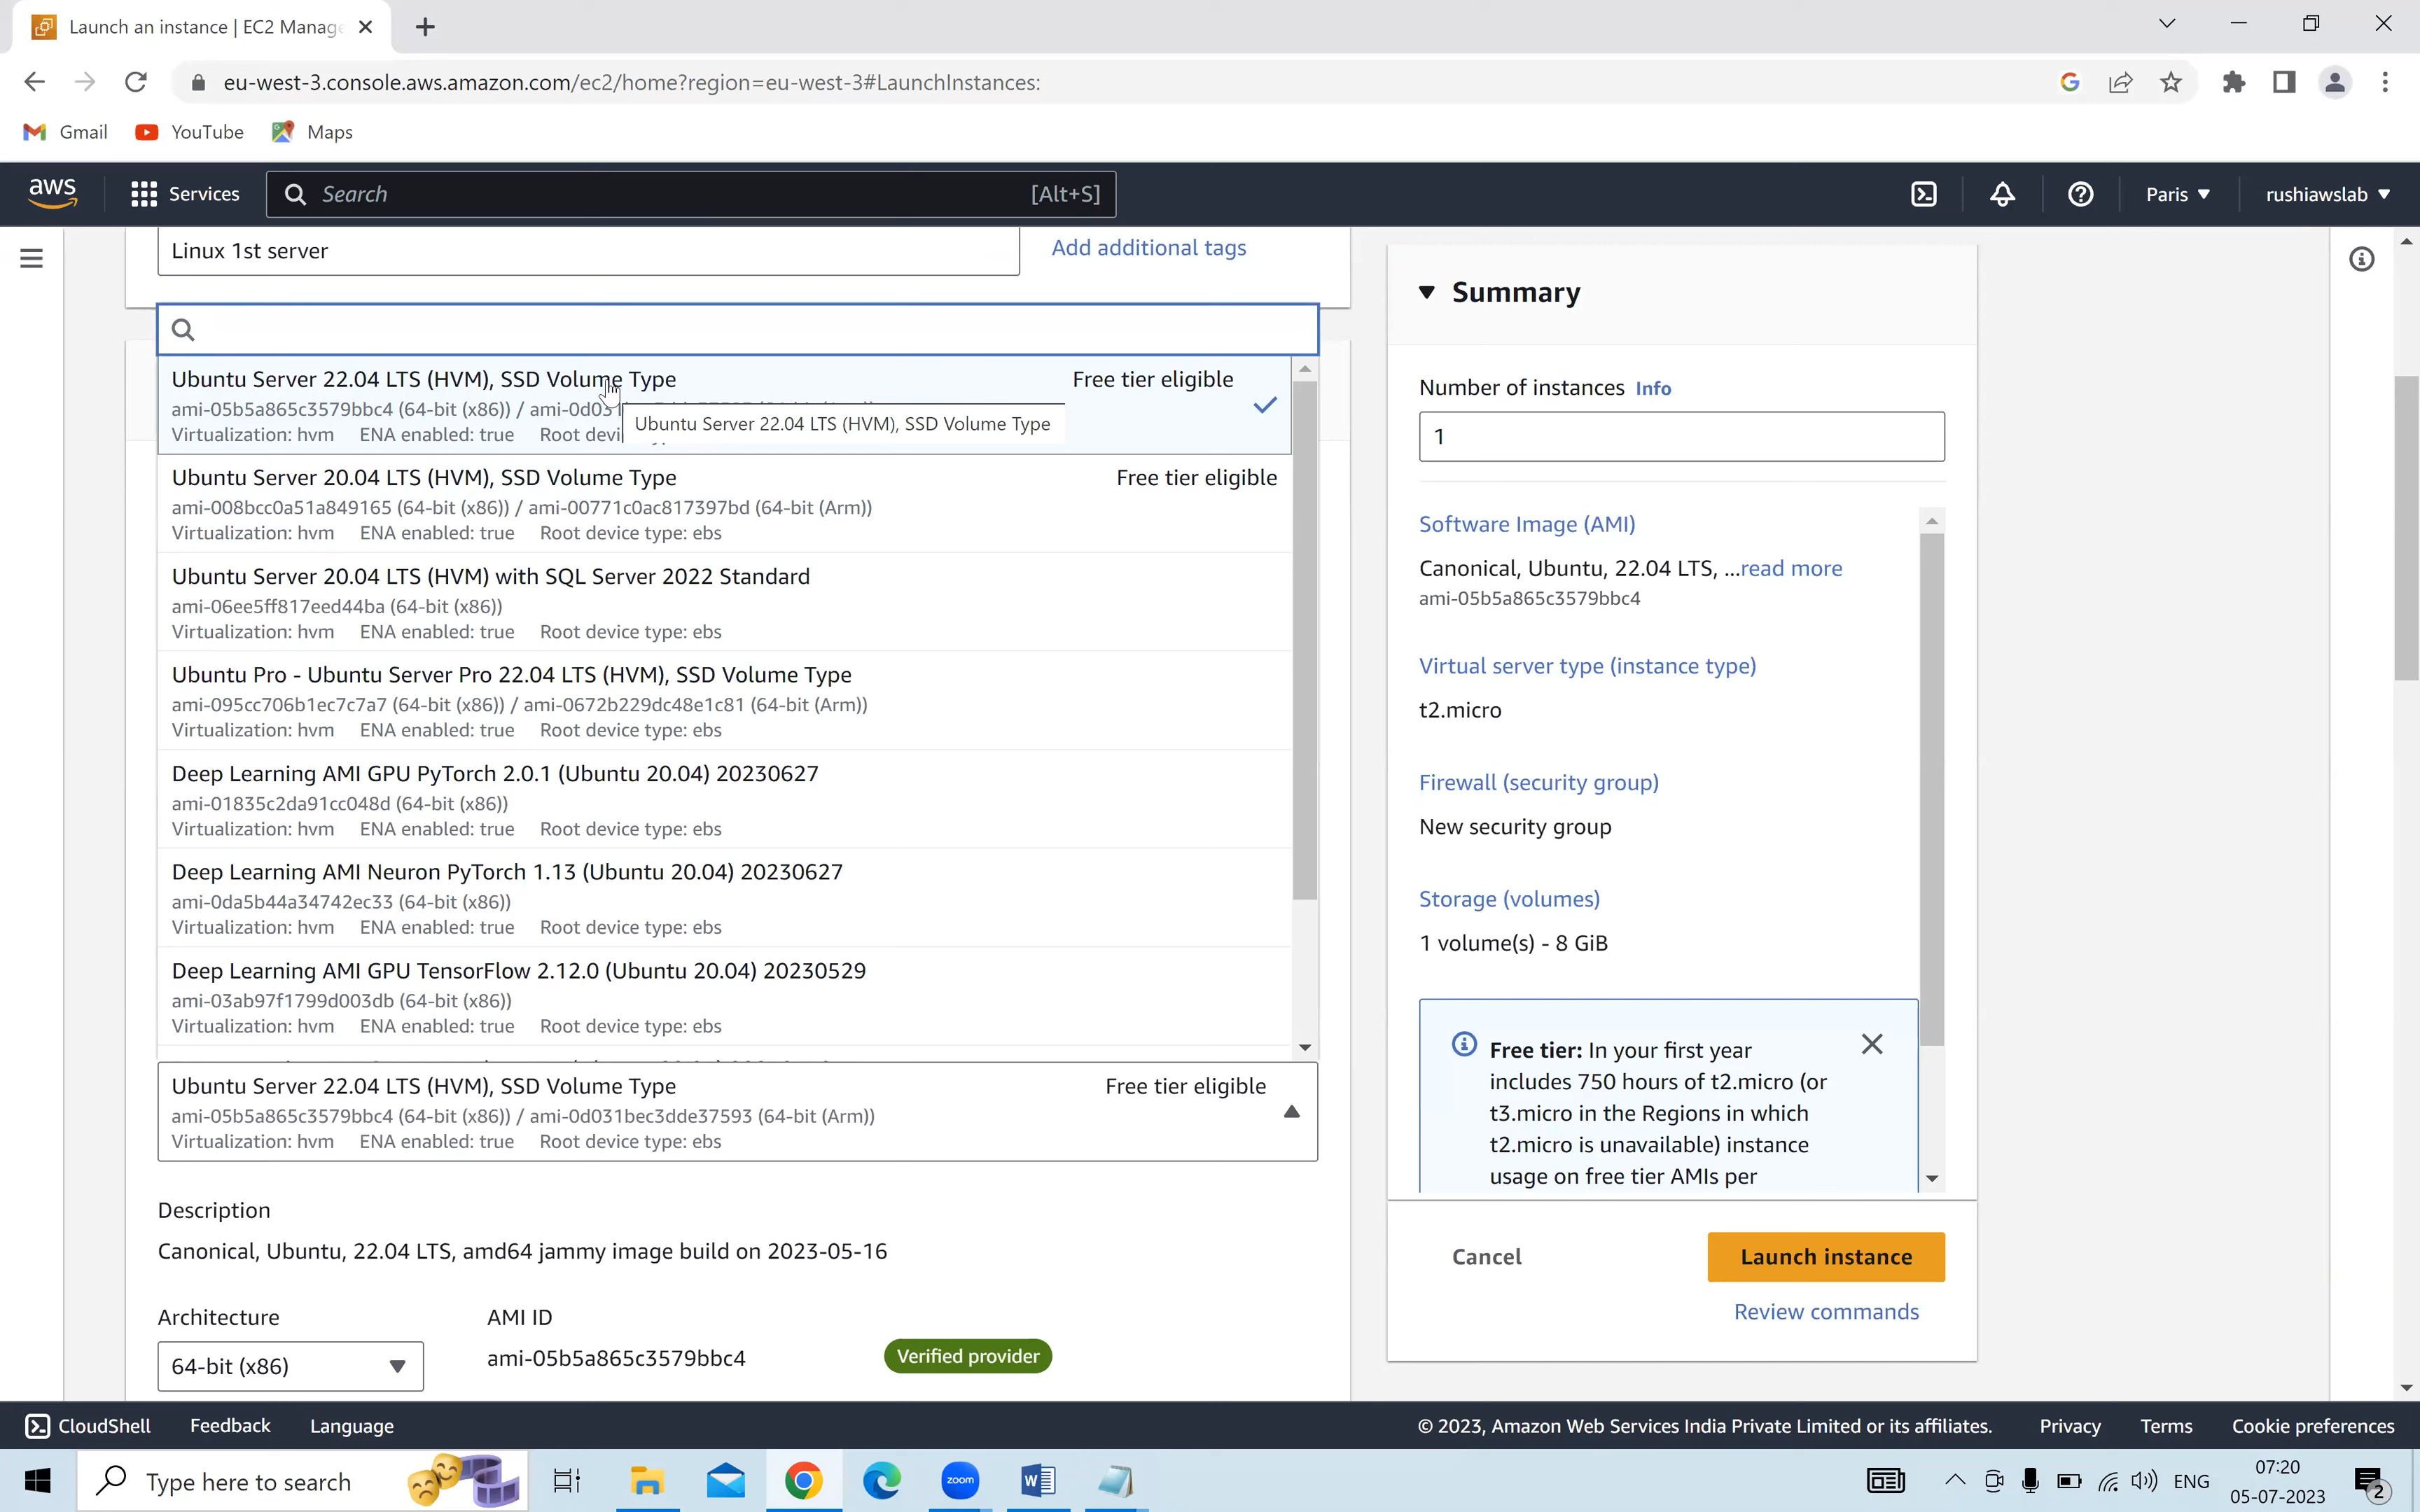 Launch an instance | EC2 Manage
eu-west-3.console.aws.amazon.com/ec2/home?region=eu-west-3#LaunchInstances:
Gmail
YouTube
Maps
aws
Services
Search
[Alt+S]
Paris
rushiawslab
Linux 1st server
Add additional tags
Ubuntu Server 22.04 LTS (HVM), SSD Volume Type
Free tier eligible
ami-05b5a865c3579bbc4 (64-bit (x86)) / ami-0d031
Virtualization: hvm ENA enabled: true Root devi
Ubuntu Server 22.04 LTS (HVM), SSD Volume Type
Ubuntu Server 20.04 LTS (HVM), SSD Volume Type
Free tier eligible
ami-008bcc0a51a849165 (64-bit (x86)) / ami-00771c0ac817397bd (64-bit (Arm))
Virtualization: hvm ENA enabled: true Root device type: ebs
Ubuntu Server 20.04 LTS (HVM) with SQL Server 2022 Standard
ami-06ee5ff817eed44ba (64-bit (x86))
Virtualization: hvm ENA enabled: true Root device type: ebs
Ubuntu Pro - Ubuntu Server Pro 22.04 LTS (HVM), SSD Volume Type
ami-095cc706b1ec7c7a7 (64-bit (x86)) / ami-0672b229dc48e1c81 (64-bit (Arm))
Virtualization: hvm ENA enabled: true Root device type: ebs
Deep Learning AMI GPU PyTorch 2.0.1 (Ubuntu 20.04) 20230627
ami-01835c2da91cc048d (64-bit (x86))
Virtualization: hvm ENA enabled: true Root device type: ebs
Deep Learning AMI Neuron PyTorch 1.13 (Ubuntu 20.04) 20230627
ami-0da5b44a34742ec33 (64-bit (x86))
Virtualization: hvm ENA enabled: true Root device type: ebs
Deep Learning AMI GPU TensorFlow 2.12.0 (Ubuntu 20.04) 20230529
ami-03ab97f1799d003db (64-bit (x86))
Virtualization: hvm ENA enabled: true Root device type: ebs
Ubuntu Server 22.04 LTS (HVM), SSD Volume Type
Free tier eligible
ami-05b5a865c3579bbc4 (64-bit (x86)) / ami-0d031bec3dde37593 (64-bit (Arm))
Virtualization: hvm ENA enabled: true Root device type: ebs
Description
Canonical, Ubuntu, 22.04 LTS, amd64 jammy image build on 2023-05-16
Architecture
AMI ID
64-bit (x86)
ami-05b5a865c3579bbc4
Verified provider
Summary
Number of instances Info
1
Software Image (AMI)
Canonical, Ubuntu, 22.04 LTS, ...read more
ami-05b5a865c3579bbc4
Virtual server type (instance type)
t2.micro
Firewall (security group)
New security group
Storage (volumes)
1 volume(s) - 8 GiB
Free tier: In your first year
includes 750 hours of t2.micro (or
t3.micro in the Regions in which
t2.micro is unavailable) instance
usage on free tier AMIs per
Cancel
Launch instance
Review commands
CloudShell
Feedback
Language
© 2023, Amazon Web Services India Private Limited or its affiliates.
Privacy
Terms
Cookie preferences
Type here to search
zoom
W
ENG
07:20
05-07-2023
2